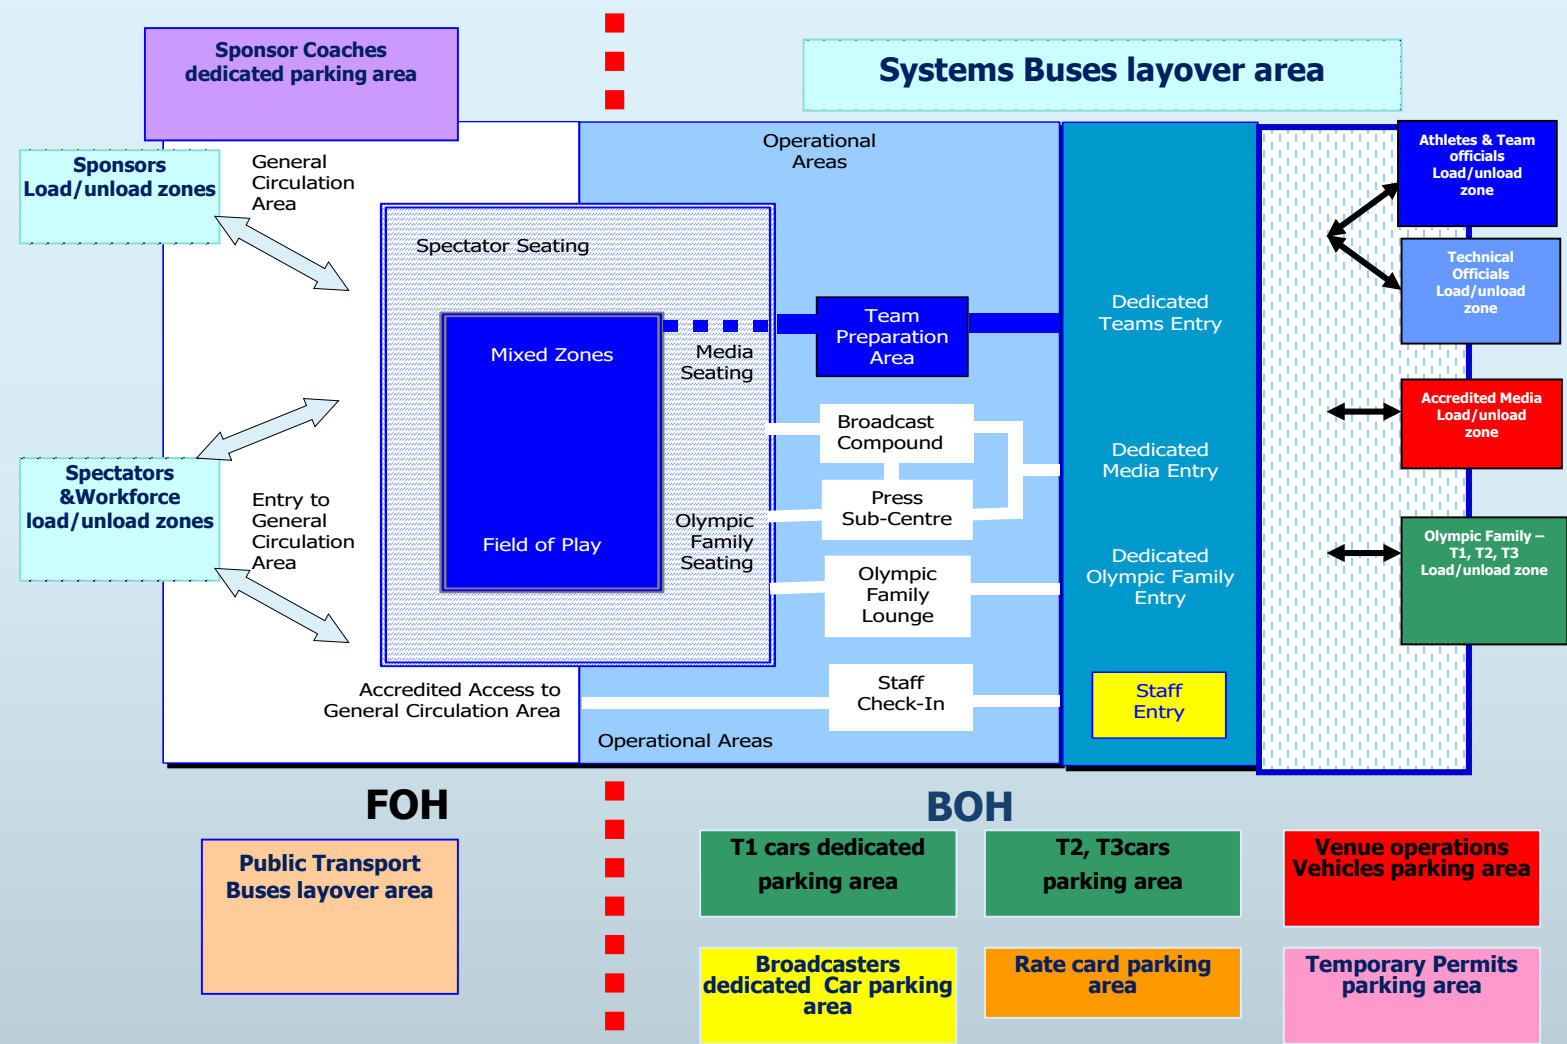 Sponsor Coaches
dedicated parking area
Systems Buses layover area
Sponsors
Load/unload zones
General
Circulation
Area
Operational
Areas
Athletes & Team
officials
Load/unload
zone
Spectator Seating
Technical
Officials
Load/unload
zone
Mixed Zones
Media
Seating
Team
Preparation
Area
Dedicated
Teams Entry
Accredited Media
Load/unload
zone
Broadcast
Compound
Dedicated
Media Entry
Spectators
&Workforce
load/unload zones
Entry to
General
Circulation
Area
Field of Play
Olympic
Family
Seating
Press
Sub-Centre
Olympic
Family
Lounge
Dedicated
Olympic Family
Entry
Olympic Family –
T1, T2, T3
Load/unload zone
Accredited Access to
General Circulation Area
Staff
Check-In
Staff
Entry
Operational Areas
FOH
BOH
Public Transport
Buses layover area
T1 cars dedicated
parking area
T2, T3cars
parking area
Venue operations
Vehicles parking area
Broadcasters
dedicated  Car parking
area
Rate card parking
area
Temporary Permits
parking area